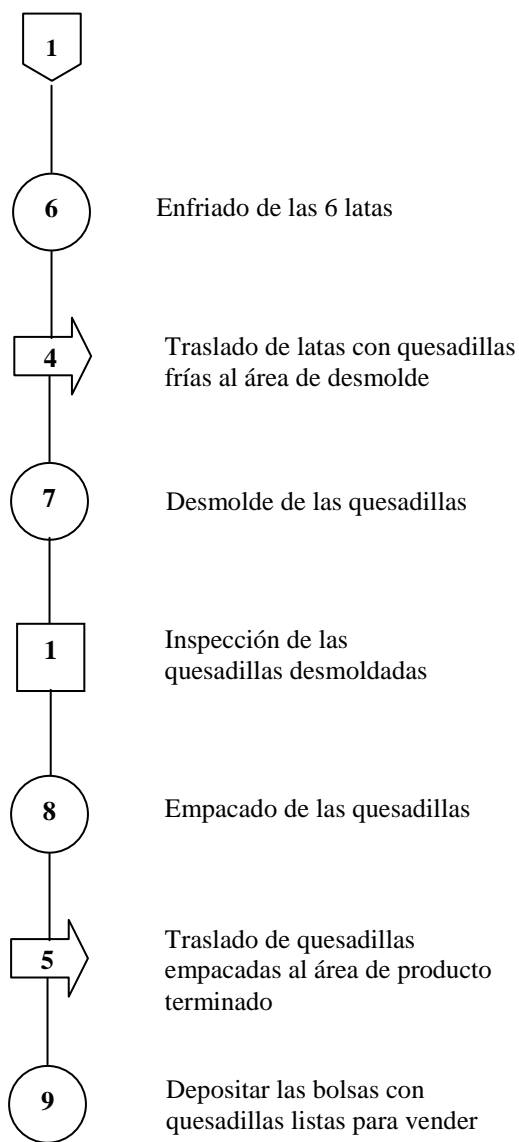 1
6
Enfriado de las 6 latas
4
Traslado de latas con quesadillas
frías al área de desmolde
7
Desmolde de las quesadillas
1
Inspección de las
quesadillas desmoldadas
8
Empacado de las quesadillas
5
Traslado de quesadillas
empacadas al área de producto
terminado
9
Depositar las bolsas con
quesadillas listas para vender